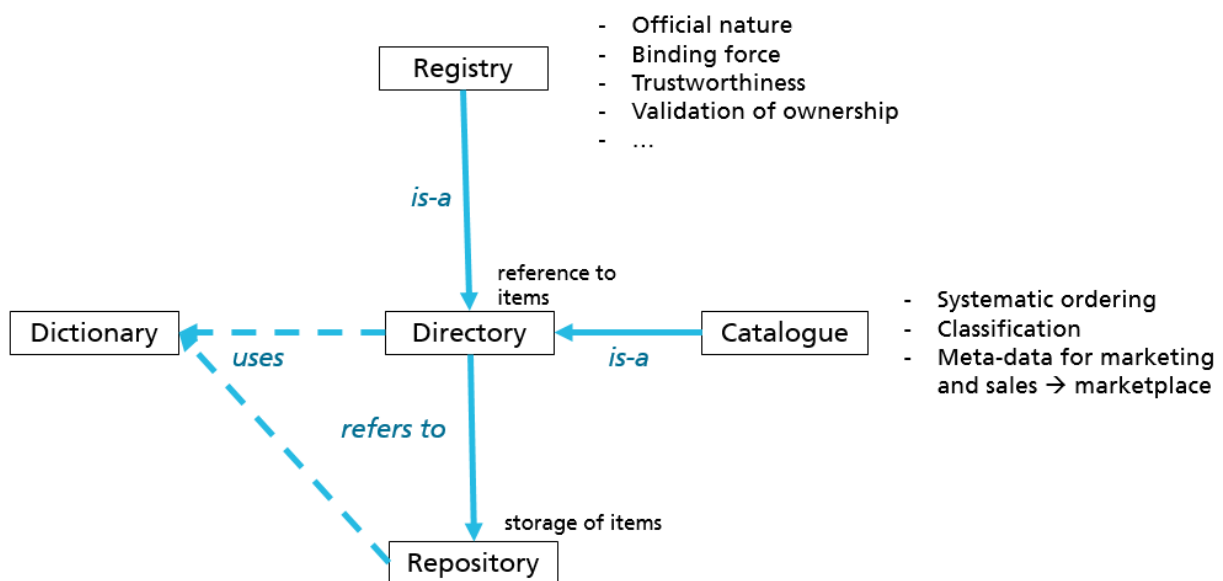 - Official nature
- Binding force
- Trustworthiness
- Validation of ownership
- ...
Registry
is-a
reference to
items
Dictionary
Directory
Catalogue
uses
is-a
- Systematic ordering
- Classification
- Meta-data for marketing
and sales → marketplace
refers to
storage of items
Repository